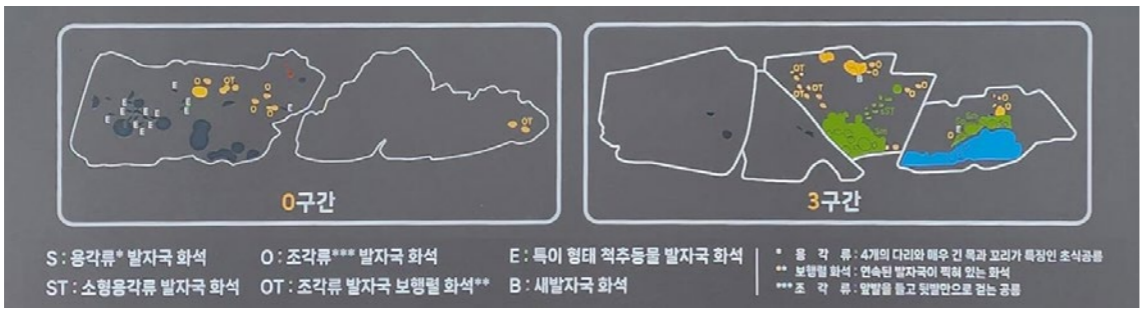 0구간
3구간
S : 용각류* 발자국 화석
O : 조각류*** 발자국 화석
E : 특이 형태 척추동물 발자국 화석
ST : 소형용각류 발자국 화석
OT : 조각류 발자국 보행렬 화석**
B : 새발자국 화석
* 용 각 류 : 4개의 다리와 매우 긴 목과 꼬리가 특징인 초식공룡
** 보행렬 화석 : 연속된 발자국이 찍혀 있는 화석
*** 조 각 류 : 앞발을 들고 뒷발만으로 걷는 공룡